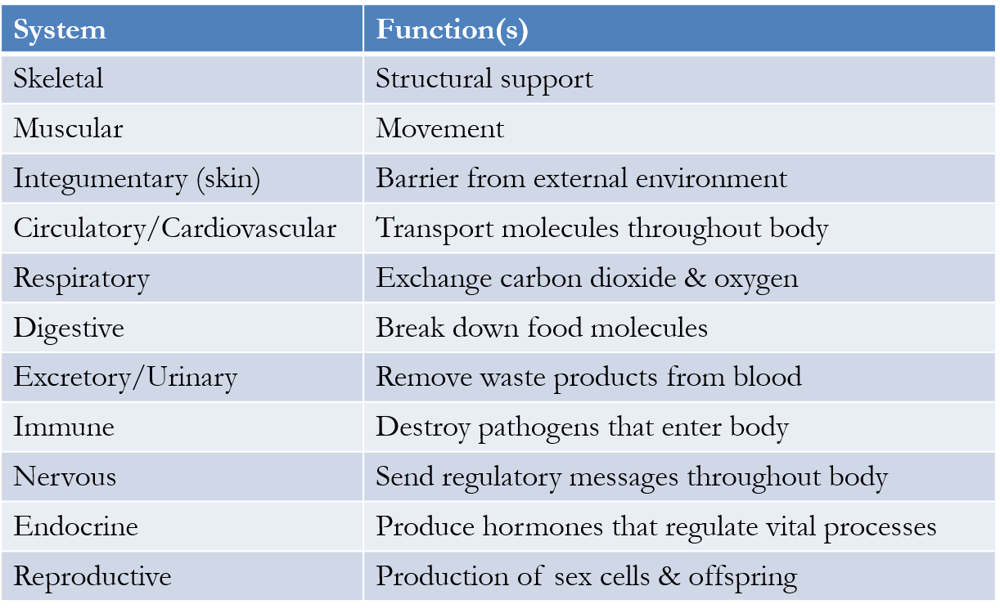 System Function(s)
Skeletal Structural support
Muscular Movement
Integumentary (skin) Barrier from external environment
Circulatory/Cardiovascular Transport molecules throughout body
Respiratory Exchange carbon dioxide & oxygen
Digestive Break down food molecules
Excretory/Urinary Remove waste products from blood
Immune Destroy pathogens that enter body
Nervous Send regulatory messages throughout body
Endocrine Produce hormones that regulate vital processes
Reproductive Production of sex cells & offspring